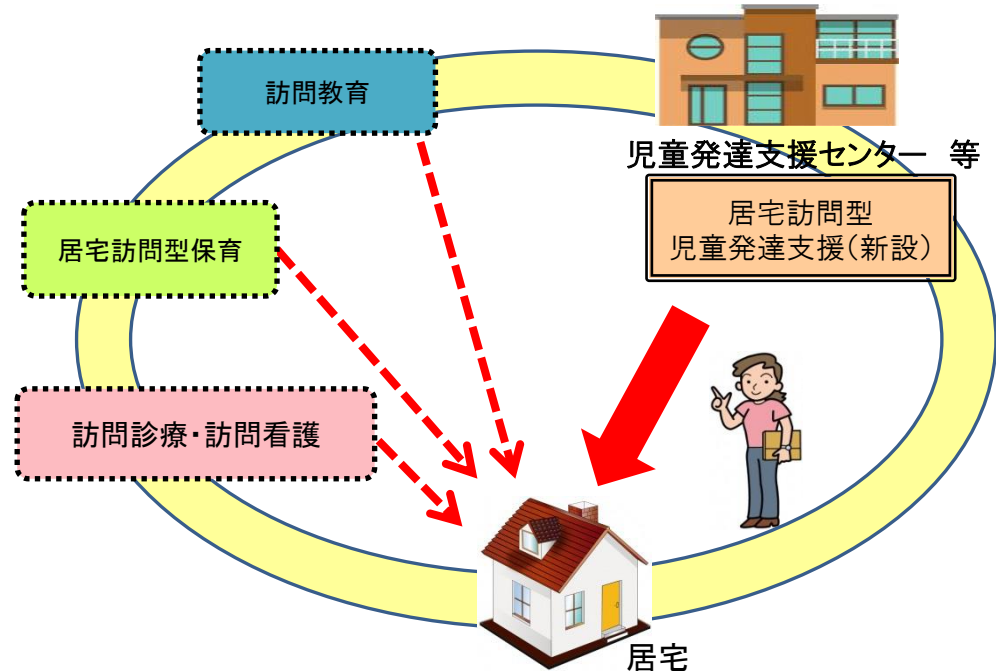 訪問教育
児童発達支援センター　等
居宅訪問型
児童発達支援(新設)
居宅訪問型保育
訪問診療・訪問看護
居宅